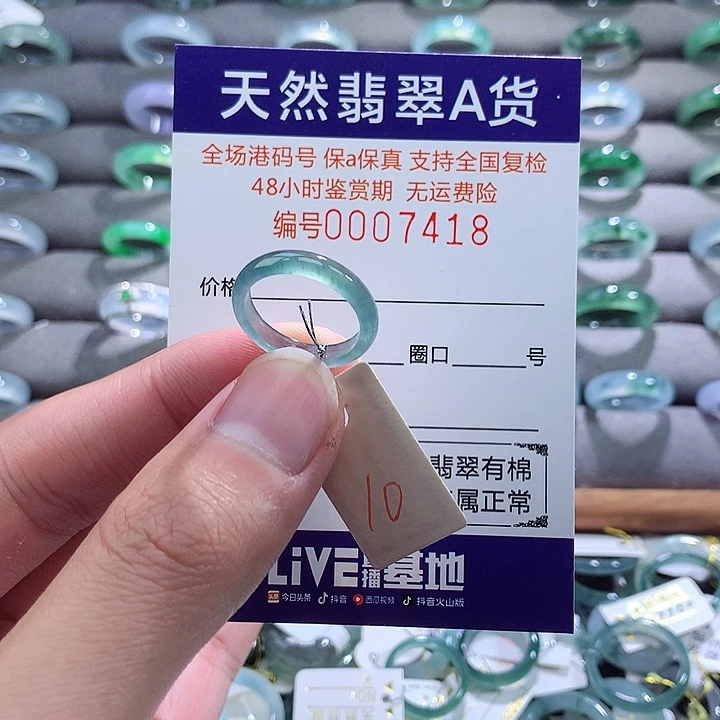 天然翡翠A货
全场港码号 保a保真 支持全国复检
48小时鉴赏期 无运费险
编号0007418
价格
圈口 号
翡翠有棉
属正常
10
LiVE直播基地
今日头条 抖音 西瓜视频 抖音火山版